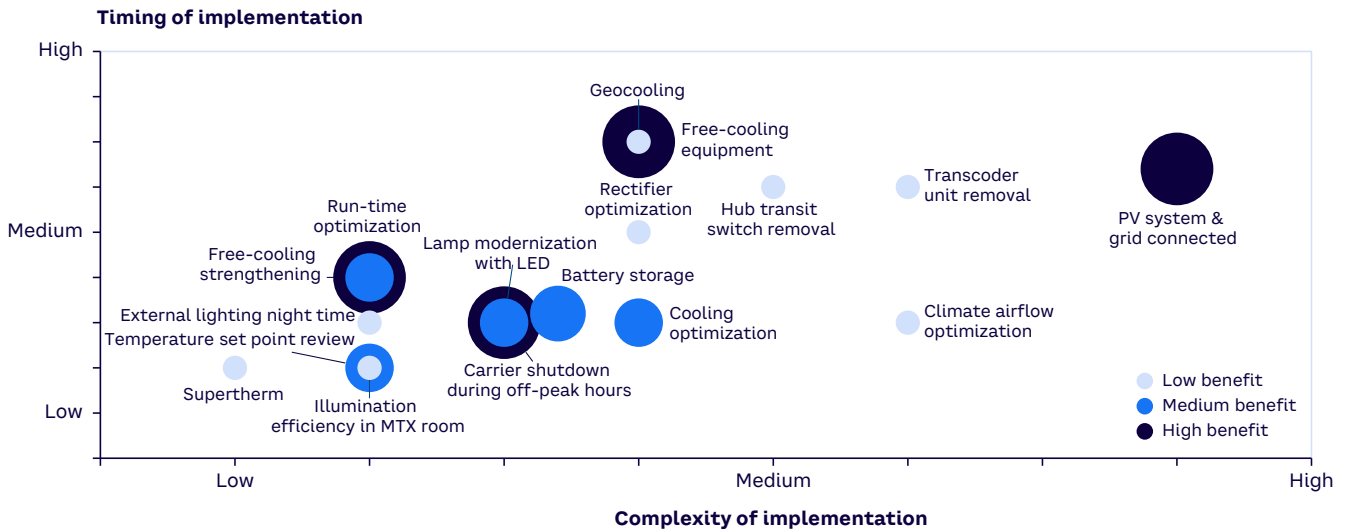 Timing of implementation
High
Medium
Low
Geocooling
Free-cooling
equipment
Rectifier
optimization
Hub transit
switch removal
Transcoder
unit removal
PV system &
grid connected
Run-time
optimization
Free-cooling
strengthening
Lamp modernization
with LED
Battery storage
External lighting night time
Temperature set point review
Cooling
optimization
Climate airflow
optimization
Supertherm
Illumination
efficiency in MTX room
Carrier shutdown
during off-peak hours
Low benefit
Medium benefit
High benefit
Low
Medium
High
Complexity of implementation